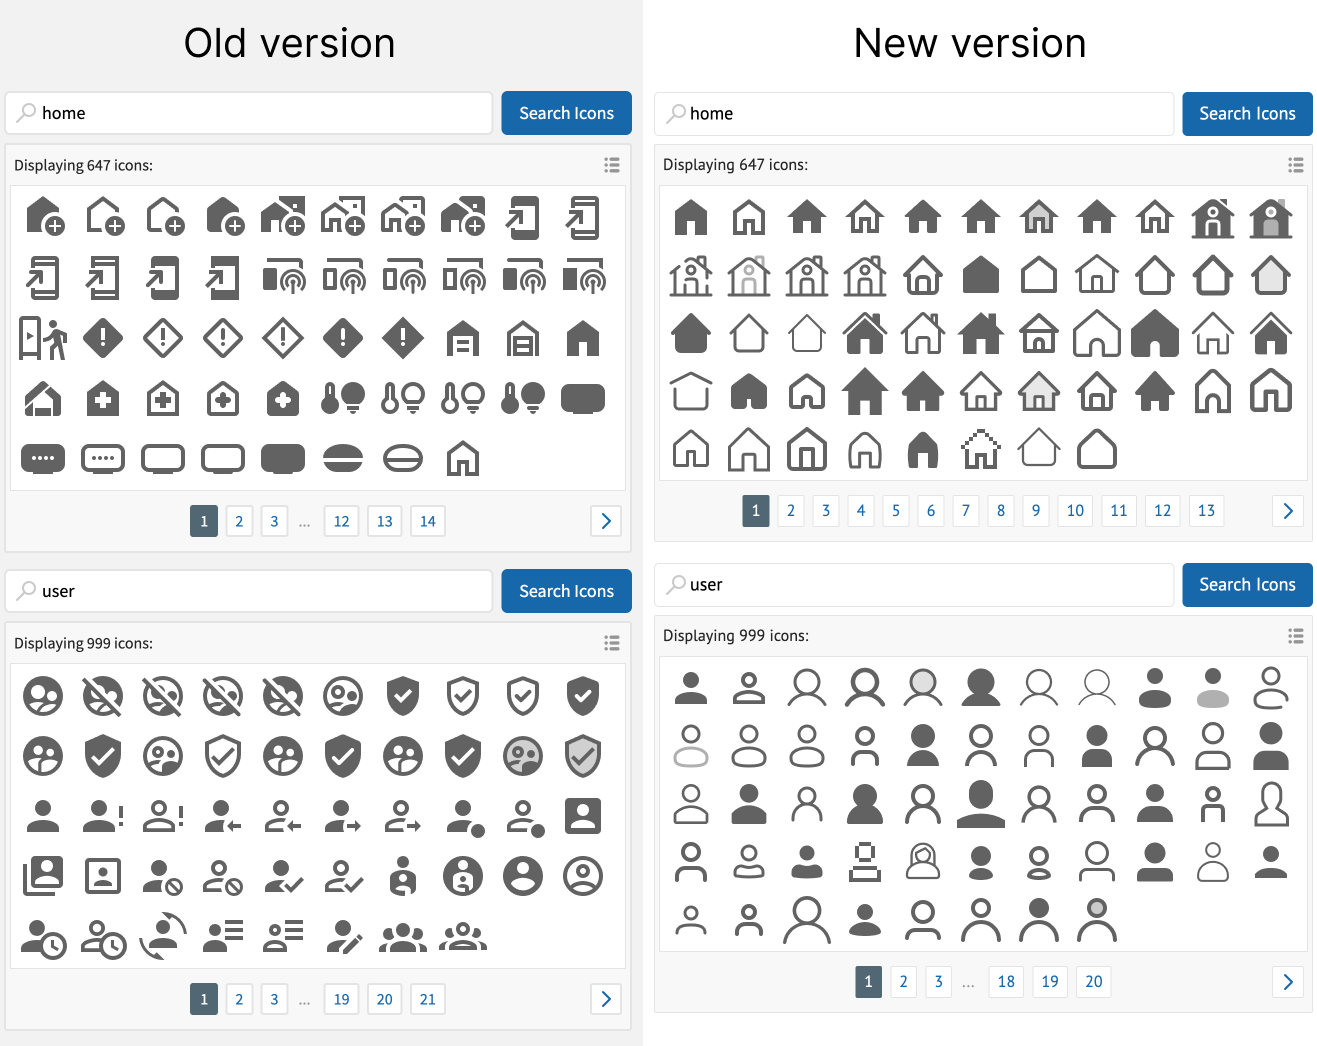 Old version
home
Search Icons
Displaying 647 icons:
1 2 3 ... 12 13 14
user
Search Icons
Displaying 999 icons:
1 2 3 ... 19 20 21
New version
home
Search Icons
Displaying 647 icons:
1 2 3 4 5 6 7 8 9 10 11 12 13
user
Search Icons
Displaying 999 icons:
1 2 3 ... 18 19 20